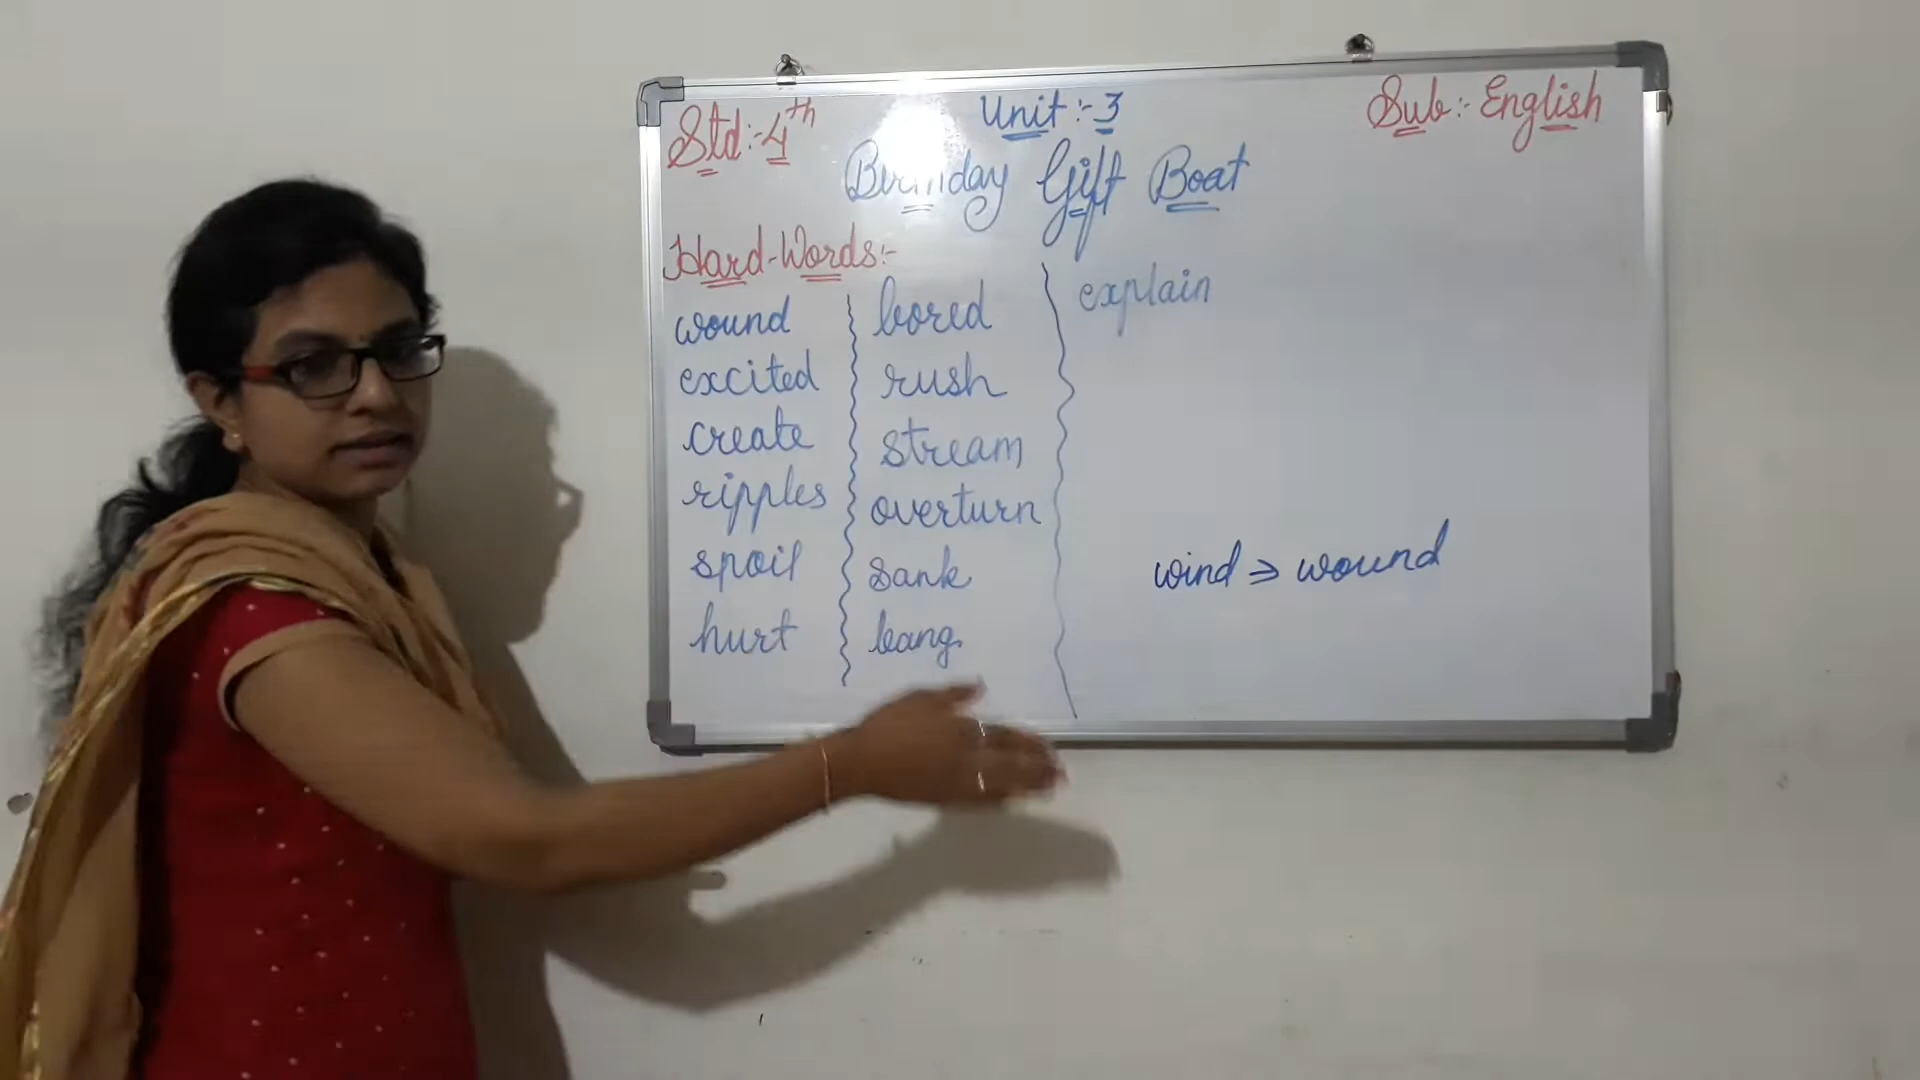 Std:-4th
Unit:-3
Sub:-English
Birthday Gift Boat
Hard-Words:-
wound
excited
create
ripples
spoil
hurt
bored
rush
stream
overturn
sank
bang
explain
wind ⇒ wound